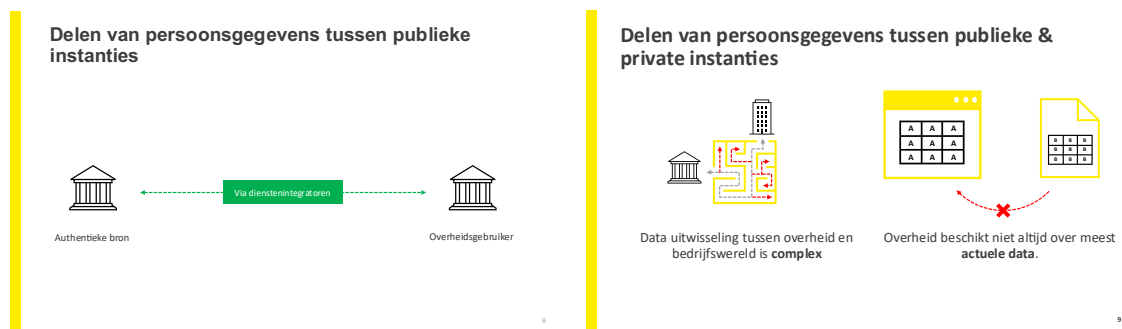 Delen van persoonsgegevens tussen publieke
instanties
Via dienstenintegratoren
Authentieke bron
Overheidsgebruiker
8
Delen van persoonsgegevens tussen publieke &
private instanties
A A A
A A A
A A A
B B B
B B B
B B B
Data uitwisseling tussen overheid en
bedrijfswereld is complex
Overheid beschikt niet altijd over meest
actuele data.
9